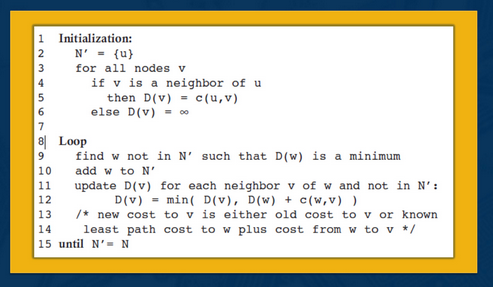 1 Initialization:
2 N' = {u}
3 for all nodes v
4 if v is a neighbor of u
5 then D(v) = c(u,v)
6 else D(v) = ∞
7
8 Loop
9 find w not in N' such that D(w) is a minimum
10 add w to N'
11 update D(v) for each neighbor v of w and not in N':
12 D(v) = min( D(v), D(w) + c(w,v) )
13 /* new cost to v is either old cost to v or known
14 least path cost to w plus cost from w to v */
15 until N'= N